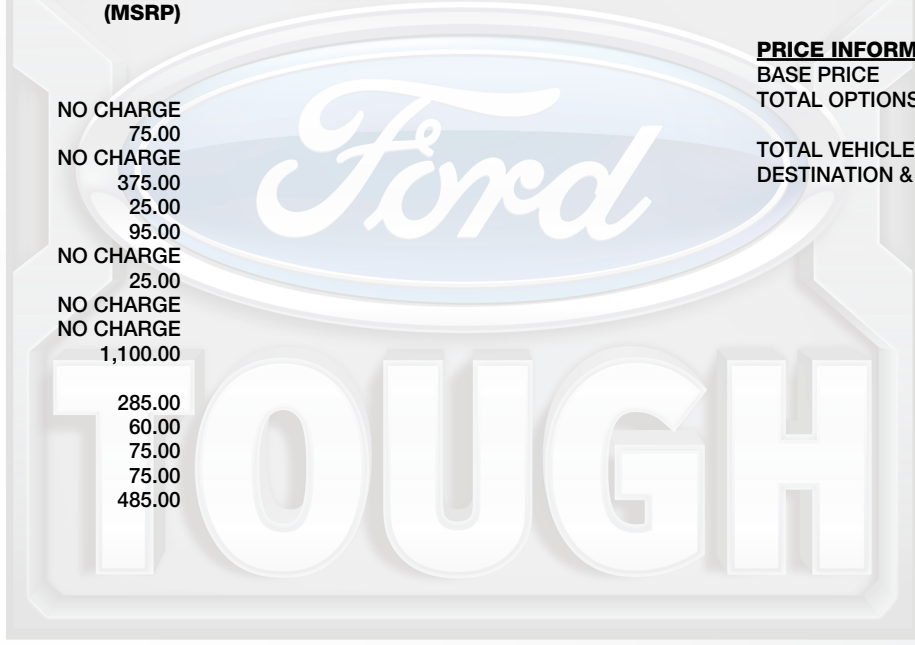 (MSRP)
NO CHARGE
75.00
NO CHARGE
375.00
25.00
95.00
NO CHARGE
25.00
NO CHARGE
NO CHARGE
1,100.00
285.00
60.00
75.00
75.00
485.00
PRICE INFORM
BASE PRICE
TOTAL OPTIONS
TOTAL VEHICLE
DESTINATION &
Ford
TOUGH